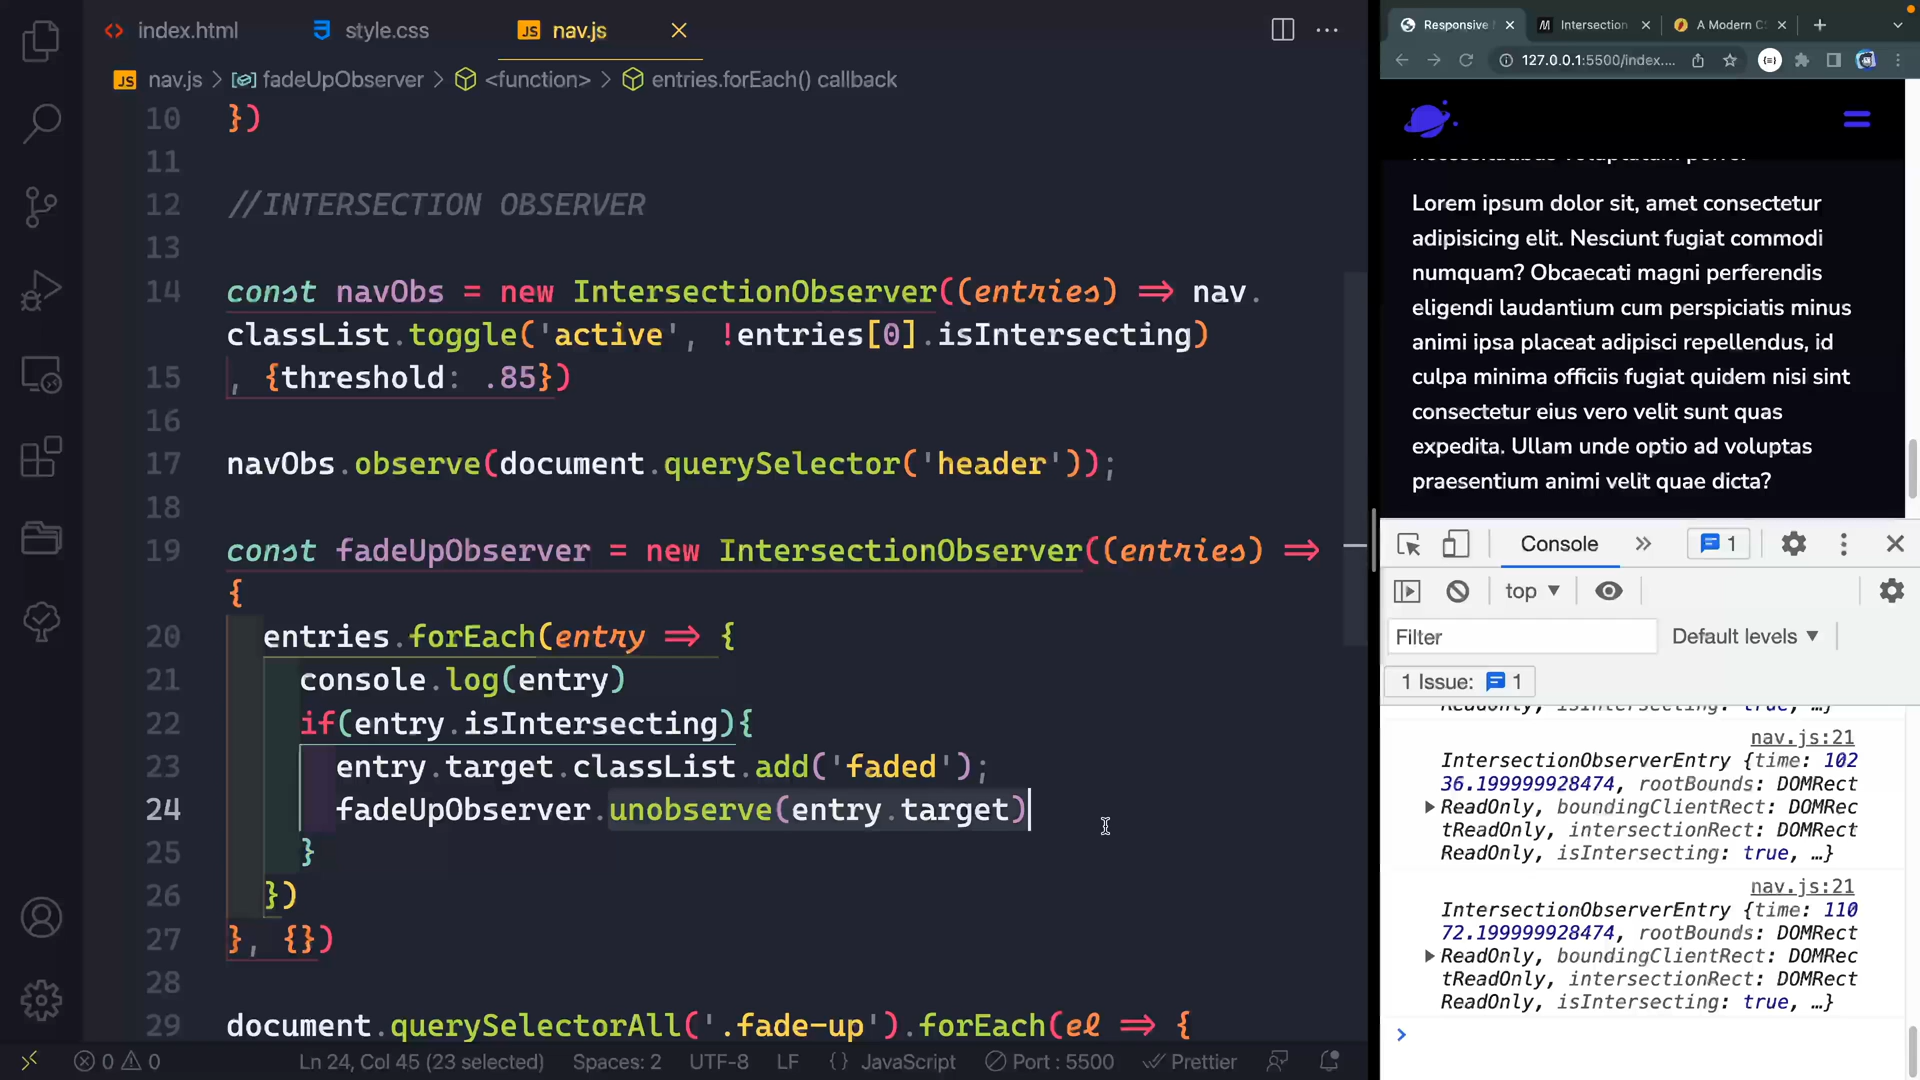 index.html
style.css
JS nav.js
JS nav.js > fadeUpObserver > <function> > entries.forEach() callback
10 })
11
12 //INTERSECTION OBSERVER
13
14 const navObs = new IntersectionObserver((entries) => nav.
classList.toggle('active', !entries[0].isIntersecting)
15 , {threshold: .85})
16
17 navObs.observe(document.querySelector('header'));
18
19 const fadeUpObserver = new IntersectionObserver((entries) =>
{
20 entries.forEach(entry => {
21 console.log(entry)
22 if(entry.isIntersecting){
23 entry.target.classList.add('faded');
24 fadeUpObserver.unobserve(entry.target)
25 }
26 })
27 }, {})
28
29 document.querySelectorAll('.fade-up').forEach(el => {
0 0
Ln 24, Col 45 (23 selected)
Spaces: 2
UTF-8
LF
{} JavaScript
Port : 5500
Prettier
Responsive
Intersection
A Modern C
127.0.0.1:5500/index....
Lorem ipsum dolor sit, amet consectetur
adipisicing elit. Nesciunt fugiat commodi
numquam? Obcaecati magni perferendis
eligendi laudantium cum perspiciatis minus
animi ipsa placeat adipisci repellendus, id
culpa minima officiis fugiat quidem nisi sint
consectetur eius vero velit sunt quas
expedita. Ullam unde optio ad voluptas
praesentium animi velit quae dicta?
Console
1
top
Filter
Default levels
1 Issue: 1
ReadOnly, isIntersecting: true, …}
nav.js:21
IntersectionObserverEntry {time: 102
36.199999928474, rootBounds: DOMRect
ReadOnly, boundingClientRect: DOMRec
tReadOnly, intersectionRect: DOMRect
ReadOnly, isIntersecting: true, …}
nav.js:21
IntersectionObserverEntry {time: 110
72.199999928474, rootBounds: DOMRect
ReadOnly, boundingClientRect: DOMRec
tReadOnly, intersectionRect: DOMRect
ReadOnly, isIntersecting: true, …}
>